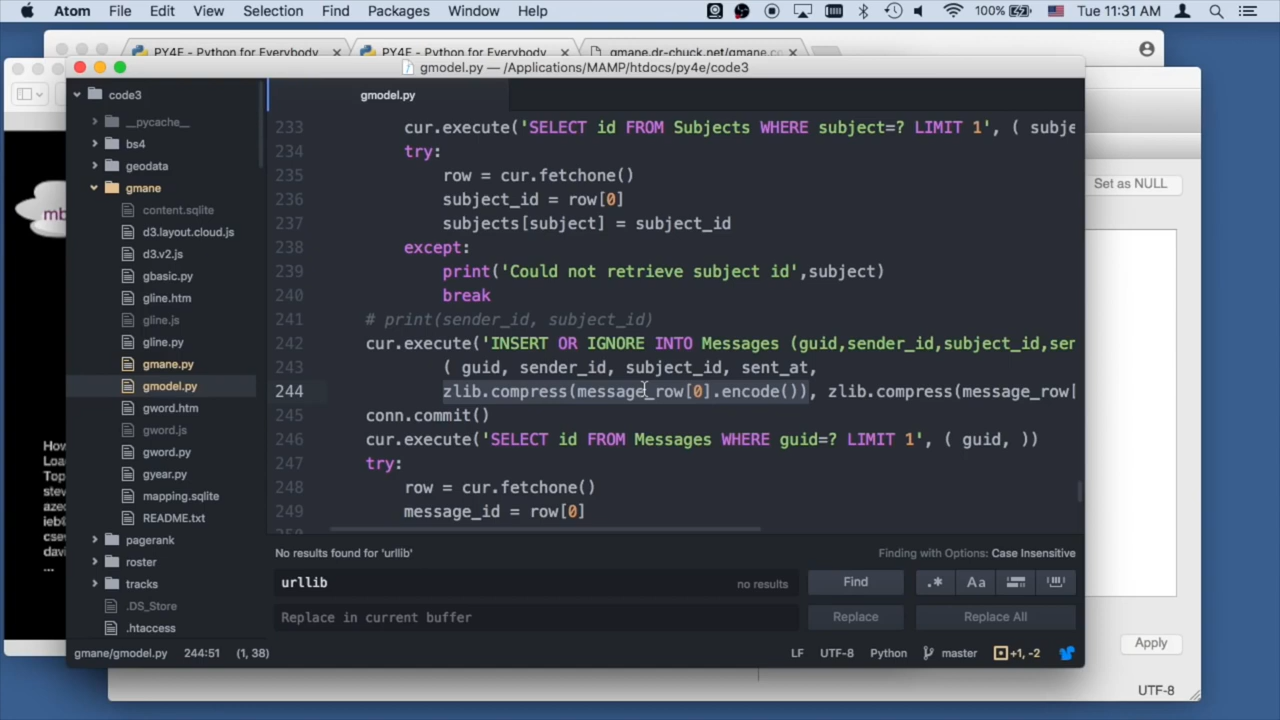 Atom File Edit View Selection Find Packages Window Help 100% Tue 11:31 AM
PY4E - Python for Everybody PY4E - Python for Everybody gmane.dr-chuck.net/gmane.co
gmodel.py — /Applications/MAMP/htdocs/py4e/code3
code3
__pycache__
bs4
geodata
gmane
content.sqlite
d3.layout.cloud.js
d3.v2.js
gbasic.py
gline.htm
gline.js
gline.py
gmane.py
gmodel.py
gword.htm
gword.js
gword.py
gyear.py
mapping.sqlite
README.txt
pagerank
roster
tracks
.DS_Store
.htaccess
gmodel.py
233 cur.execute('SELECT id FROM Subjects WHERE subject=? LIMIT 1', ( subje
234 try:
235 row = cur.fetchone()
236 subject_id = row[0]
237 subjects[subject] = subject_id
238 except:
239 print('Could not retrieve subject id',subject)
240 break
241 # print(sender_id, subject_id)
242 cur.execute('INSERT OR IGNORE INTO Messages (guid,sender_id,subject_id,sen
243 ( guid, sender_id, subject_id, sent_at,
244 zlib.compress(message_row[0].encode()), zlib.compress(message_row[
245 conn.commit()
246 cur.execute('SELECT id FROM Messages WHERE guid=? LIMIT 1', ( guid, ))
247 try:
248 row = cur.fetchone()
249 message_id = row[0]
No results found for 'urllib' Finding with Options: Case Insensitive
urllib no results Find .* Aa
Replace in current buffer Replace Replace All
gmane/gmodel.py 244:51 (1, 38) LF UTF-8 Python master +1, -2
mb
How
Loa
Top
stev
azed
ieb@
csev
davi
...
Set as NULL
Apply
UTF-8